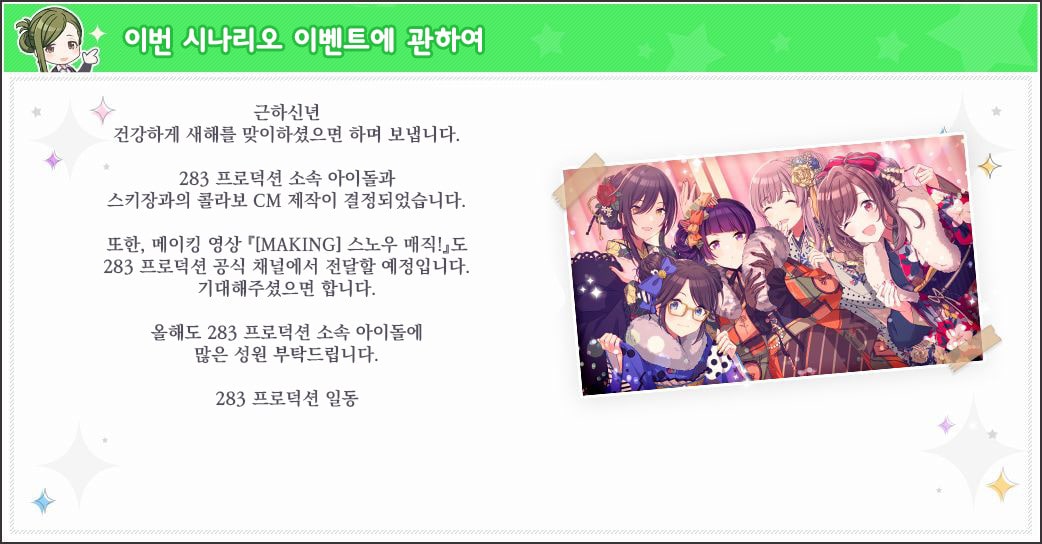 이번 시나리오 이벤트에 관하여
근하신년
건강하게 새해를 맞이하셨으면 하며 보냅니다.
283 프로덕션 소속 아이돌과
스키장과의 콜라보 CM 제작이 결정되었습니다.
또한, 메이킹 영상 『[MAKING] 스노우 매직!』도
283 프로덕션 공식 채널에서 전달할 예정입니다.
기대해주셨으면 합니다.
올해도 283 프로덕션 소속 아이돌에
많은 성원 부탁드립니다.
283 프로덕션 일동